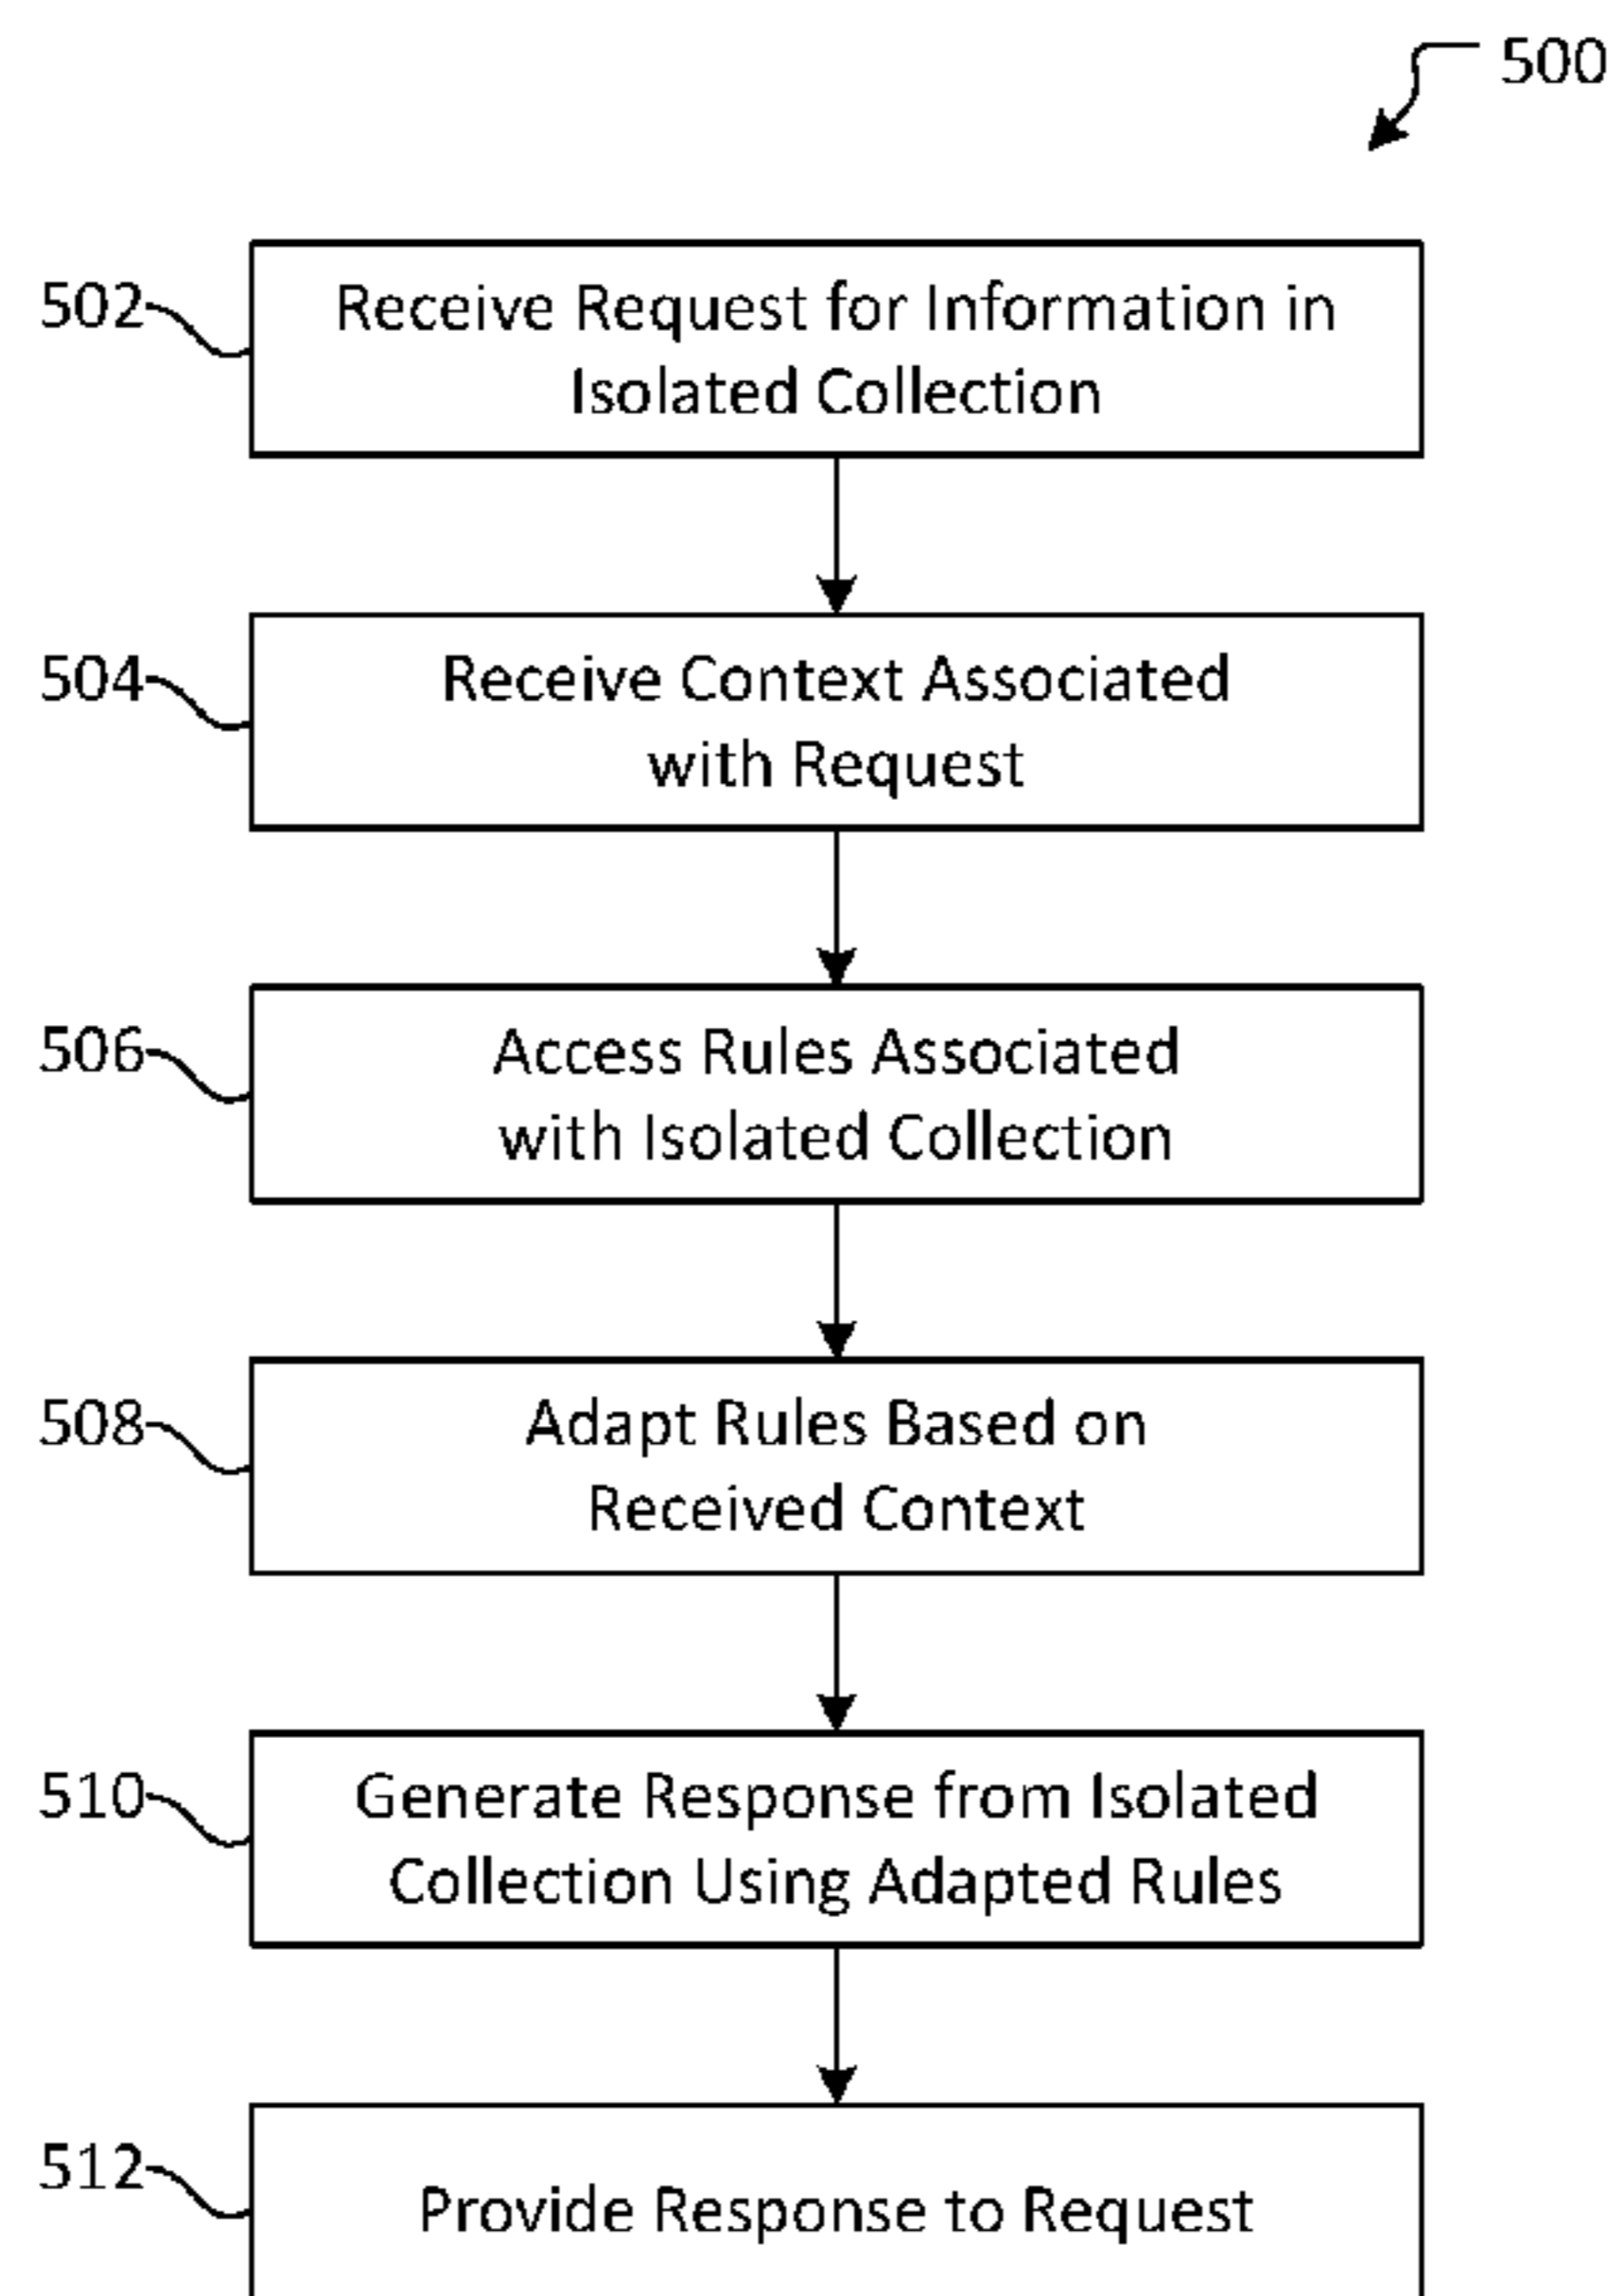 500
502
Receive Request for Information in
Isolated Collection
504
Receive Context Associated
with Request
506
Access Rules Associated
with Isolated Collection
508
Adapt Rules Based on
Received Context
510
Generate Response from Isolated
Collection Using Adapted Rules
512
Provide Response to Request